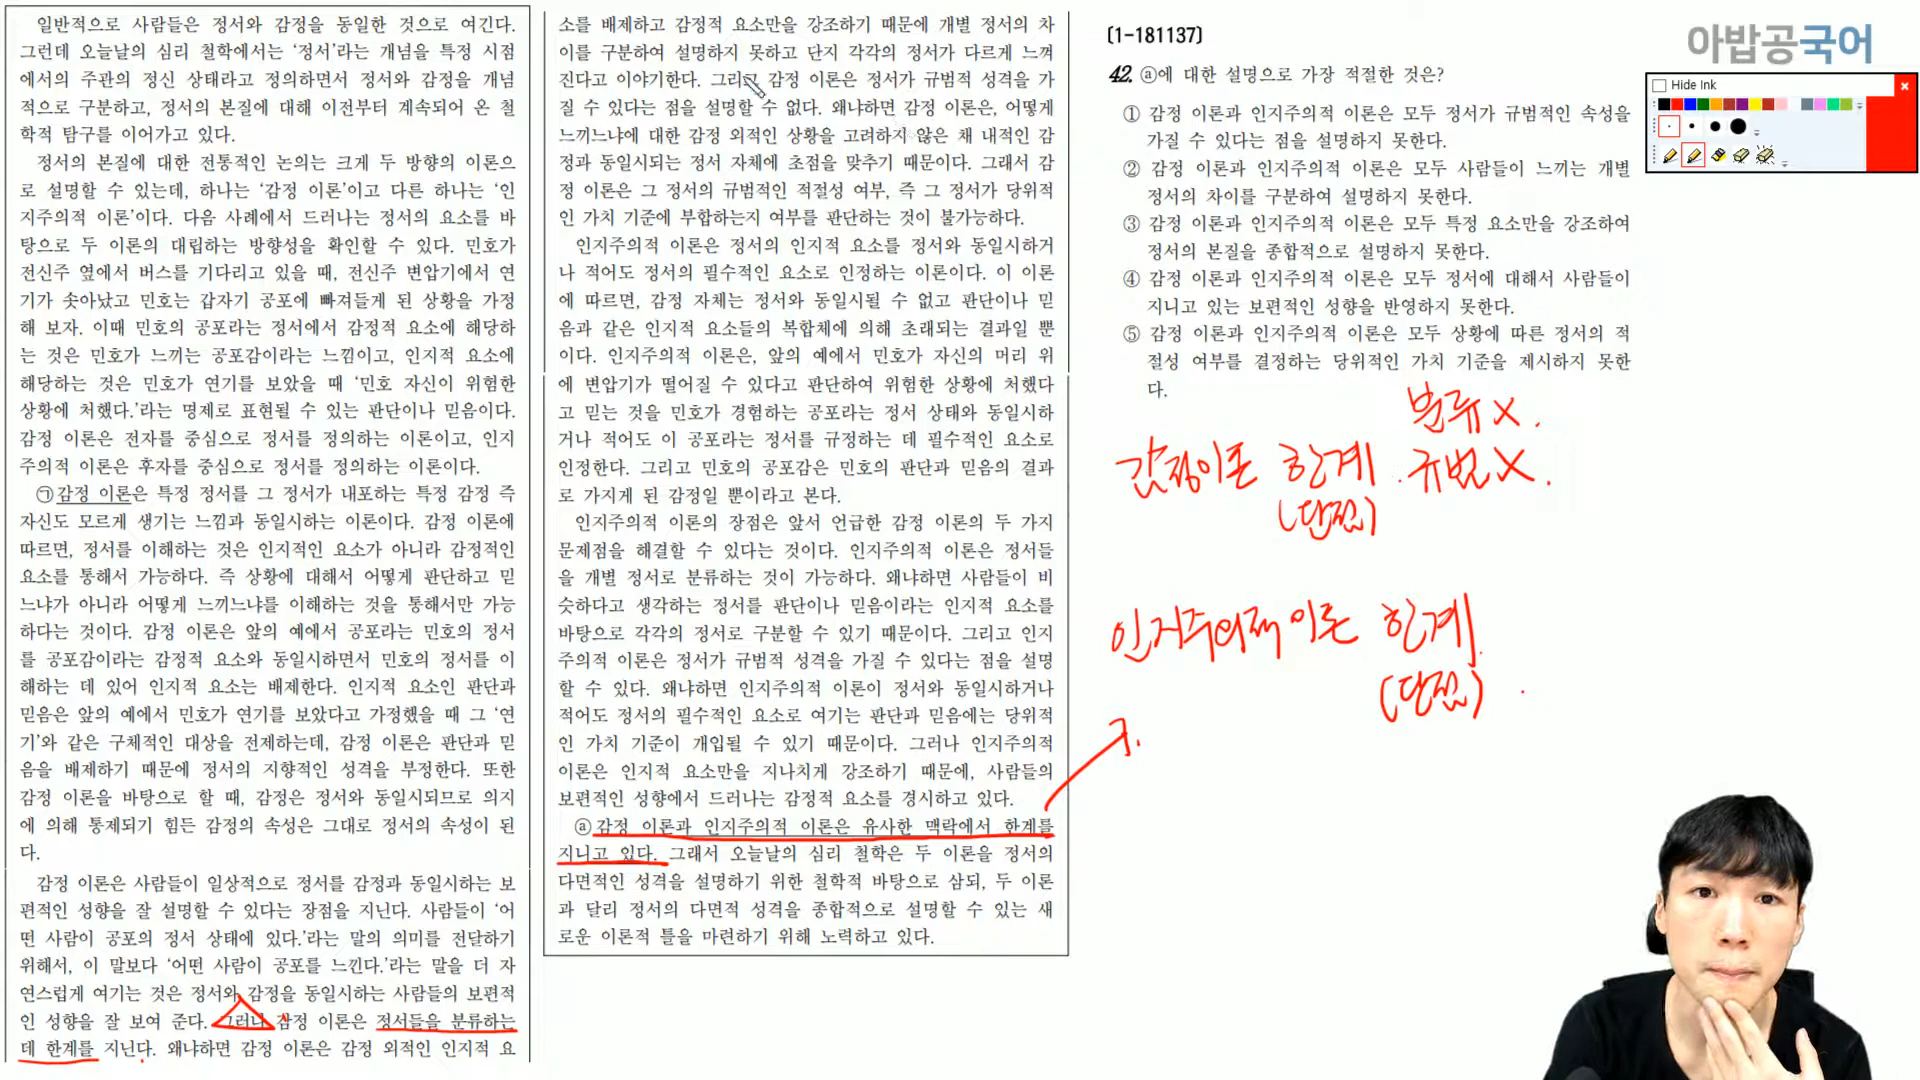 일반적으로 사람들은 정서와 감정을 동일한 것으로 여긴다.
그런데 오늘날의 심리 철학에서는 ‘정서’라는 개념을 특정 시점
에서의 주관의 정신 상태라고 정의하면서 정서와 감정을 개념
적으로 구분하고, 정서의 본질에 대해 이전부터 계속되어 온 철
학적 탐구를 이어가고 있다.
정서의 본질에 대한 전통적인 논의는 크게 두 방향의 이론으
로 설명할 수 있는데, 하나는 ‘감정 이론’이고 다른 하나는 ‘인
지주의적 이론’이다. 다음 사례에서 드러나는 정서의 요소를 바
탕으로 두 이론의 대립하는 방향성을 확인할 수 있다. 민호가
전신주 옆에서 버스를 기다리고 있을 때, 전신주 변압기에서 연
기가 솟아났고 민호는 갑자기 공포에 빠져들게 된 상황을 가정
해 보자. 이때 민호의 공포라는 정서에서 감정적 요소에 해당하
는 것은 민호가 느끼는 공포감이라는 느낌이고, 인지적 요소에
해당하는 것은 민호가 연기를 보았을 때 ‘민호 자신이 위험한
상황에 처했다.’라는 명제로 표현될 수 있는 판단이나 믿음이다.
감정 이론은 전자를 중심으로 정서를 정의하는 이론이고, 인지
주의적 이론은 후자를 중심으로 정서를 정의하는 이론이다.
㉠감정 이론은 특정 정서를 그 정서가 내포하는 특정 감정 즉
자신도 모르게 생기는 느낌과 동일시하는 이론이다. 감정 이론에
따르면, 정서를 이해하는 것은 인지적인 요소가 아니라 감정적인
요소를 통해서 가능하다. 즉 상황에 대해서 어떻게 판단하고 믿
느냐가 아니라 어떻게 느끼느냐를 이해하는 것을 통해서만 가능
하다는 것이다. 감정 이론은 앞의 예에서 공포라는 민호의 정서
를 공포감이라는 감정적 요소와 동일시하면서 민호의 정서를 이
해하는 데 있어 인지적 요소는 배제한다. 인지적 요소인 판단과
믿음은 앞의 예에서 민호가 연기를 보았다고 가정했을 때 그 ‘연
기’와 같은 구체적인 대상을 전제하는데, 감정 이론은 판단과 믿
음을 배제하기 때문에 정서의 지향적인 성격을 부정한다. 또한
감정 이론을 바탕으로 할 때, 감정은 정서와 동일시되므로 의지
에 의해 통제되기 힘든 감정의 속성은 그대로 정서의 속성이 된
다.
감정 이론은 사람들이 일상적으로 정서를 감정과 동일시하는 보
편적인 성향을 잘 설명할 수 있다는 장점을 지닌다. 사람들이 ‘어
떤 사람이 공포의 정서 상태에 있다.’라는 말의 의미를 전달하기
위해서, 이 말보다 ‘어떤 사람이 공포를 느낀다.’라는 말을 더 자
연스럽게 여기는 것은 정서와 감정을 동일시하는 사람들의 보편적
인 성향을 잘 보여 준다. 그러나 감정 이론은 정서들을 분류하는
데 한계를 지닌다. 왜냐하면 감정 이론은 감정 외적인 인지적 요
소를 배제하고 감정적 요소만을 강조하기 때문에 개별 정서의 차
이를 구분하여 설명하지 못하고 단지 각각의 정서가 다르게 느껴
진다고 이야기한다. 그리고 감정 이론은 정서가 규범적 성격을 가
질 수 있다는 점을 설명할 수 없다. 왜냐하면 감정 이론은, 어떻게
느끼느냐에 대한 감정 외적인 상황을 고려하지 않은 채 내적인 감
정과 동일시되는 정서 자체에 초점을 맞추기 때문이다. 그래서 감
정 이론은 그 정서의 규범적인 적절성 여부, 즉 그 정서가 당위적
인 가치 기준에 부합하는지 여부를 판단하는 것이 불가능하다.
인지주의적 이론은 정서의 인지적 요소를 정서와 동일시하거
나 적어도 정서의 필수적인 요소로 인정하는 이론이다. 이 이론
에 따르면, 감정 자체는 정서와 동일시될 수 없고 판단이나 믿
음과 같은 인지적 요소들의 복합체에 의해 초래되는 결과일 뿐
이다. 인지주의적 이론은, 앞의 예에서 민호가 자신의 머리 위
에 변압기가 떨어질 수 있다고 판단하여 위험한 상황에 처했다
고 믿는 것을 민호가 경험하는 공포라는 정서 상태와 동일시하
거나 적어도 이 공포라는 정서를 규정하는 데 필수적인 요소로
인정한다. 그리고 민호의 공포감은 민호의 판단과 믿음의 결과
로 가지게 된 감정일 뿐이라고 본다.
인지주의적 이론의 장점은 앞서 언급한 감정 이론의 두 가지
문제점을 해결할 수 있다는 것이다. 인지주의적 이론은 정서들
을 개별 정서로 분류하는 것이 가능하다. 왜냐하면 사람들이 비
슷하다고 생각하는 정서를 판단이나 믿음이라는 인지적 요소를
바탕으로 각각의 정서로 구분할 수 있기 때문이다. 그리고 인지
주의적 이론은 정서가 규범적 성격을 가질 수 있다는 점을 설명
할 수 있다. 왜냐하면 인지주의적 이론이 정서와 동일시하거나
적어도 정서의 필수적인 요소로 여기는 판단과 믿음에는 당위적
인 가치 기준이 개입될 수 있기 때문이다. 그러나 인지주의적
이론은 인지적 요소만을 지나치게 강조하기 때문에, 사람들의
보편적인 성향에서 드러나는 감정적 요소를 경시하고 있다.
ⓐ감정 이론과 인지주의적 이론은 유사한 맥락에서 한계를
지니고 있다. 그래서 오늘날의 심리 철학은 두 이론을 정서의
다면적인 성격을 설명하기 위한 철학적 바탕으로 삼되, 두 이론
과 달리 정서의 다면적 성격을 종합적으로 설명할 수 있는 새
로운 이론적 틀을 마련하기 위해 노력하고 있다.
[1-181137]
42. ⓐ에 대한 설명으로 가장 적절한 것은?
① 감정 이론과 인지주의적 이론은 모두 정서가 규범적인 속성을
가질 수 있다는 점을 설명하지 못한다.
② 감정 이론과 인지주의적 이론은 모두 사람들이 느끼는 개별
정서의 차이를 구분하여 설명하지 못한다.
③ 감정 이론과 인지주의적 이론은 모두 특정 요소만을 강조하여
정서의 본질을 종합적으로 설명하지 못한다.
④ 감정 이론과 인지주의적 이론은 모두 정서에 대해서 사람들이
지니고 있는 보편적인 성향을 반영하지 못한다.
⑤ 감정 이론과 인지주의적 이론은 모두 상황에 따른 정서의 적
절성 여부를 결정하는 당위적인 가치 기준을 제시하지 못한
다.
분류 X.
감정이론 한계 . 규범X.
(단점)
인지주의적 이론 한계
(단점)
아밥공국어
Hide Ink